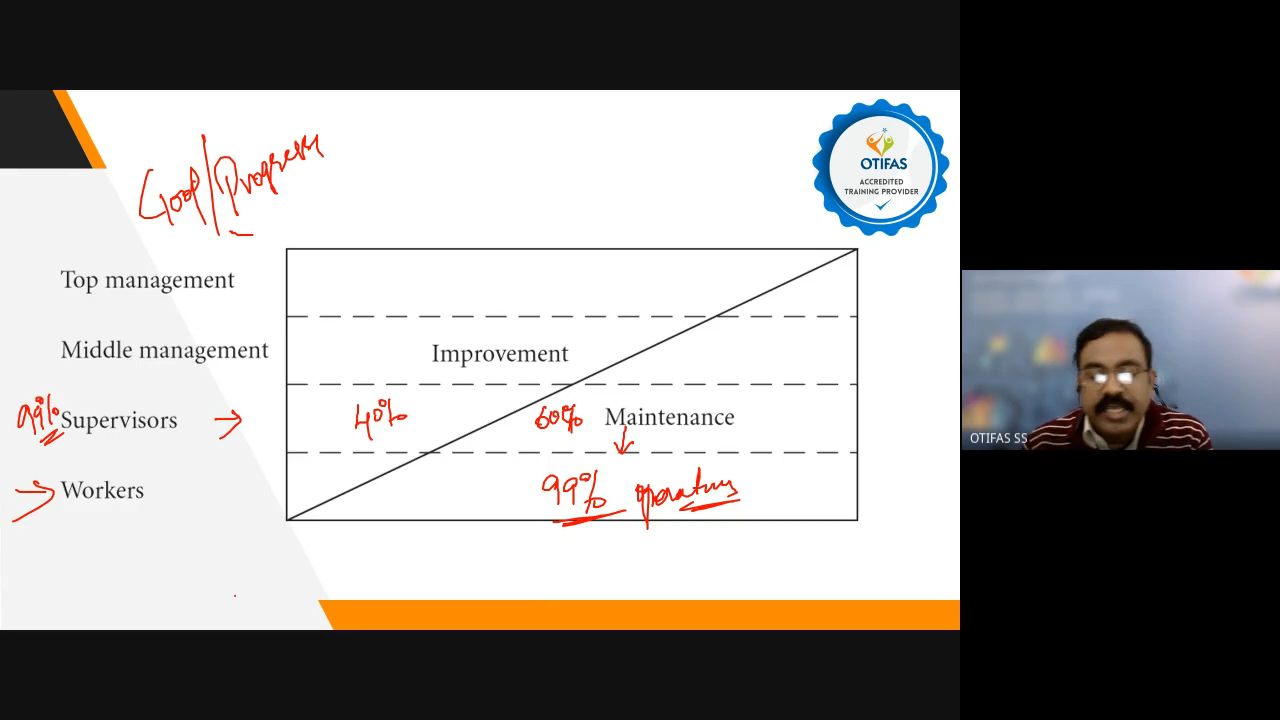 Goal/Progress
OTIFAS
ACCREDITED
TRAINING PROVIDER
Top management
Middle management
Improvement
99% Supervisors
40%
60%
Maintenance
Workers
99% operators
OTIFAS SS